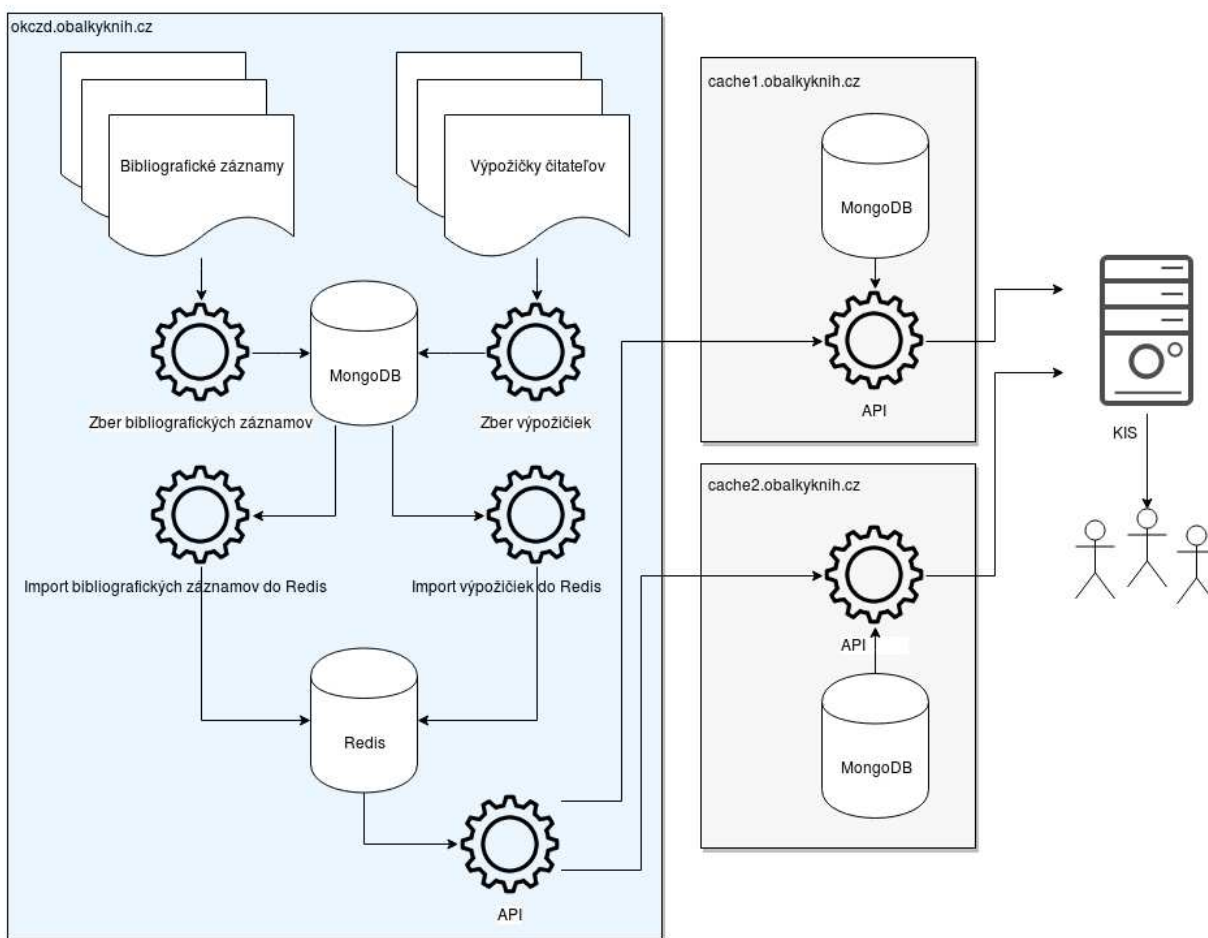 okczd.obalkyknih.cz
Bibliografické záznamy
Výpožičky čitateľov
MongoDB
Zber bibliografických záznamov
Zber výpožičiek
Import bibliografických záznamov do Redis
Import výpožičiek do Redis
Redis
API
cache1.obalkyknih.cz
MongoDB
API
cache2.obalkyknih.cz
API
MongoDB
KIS